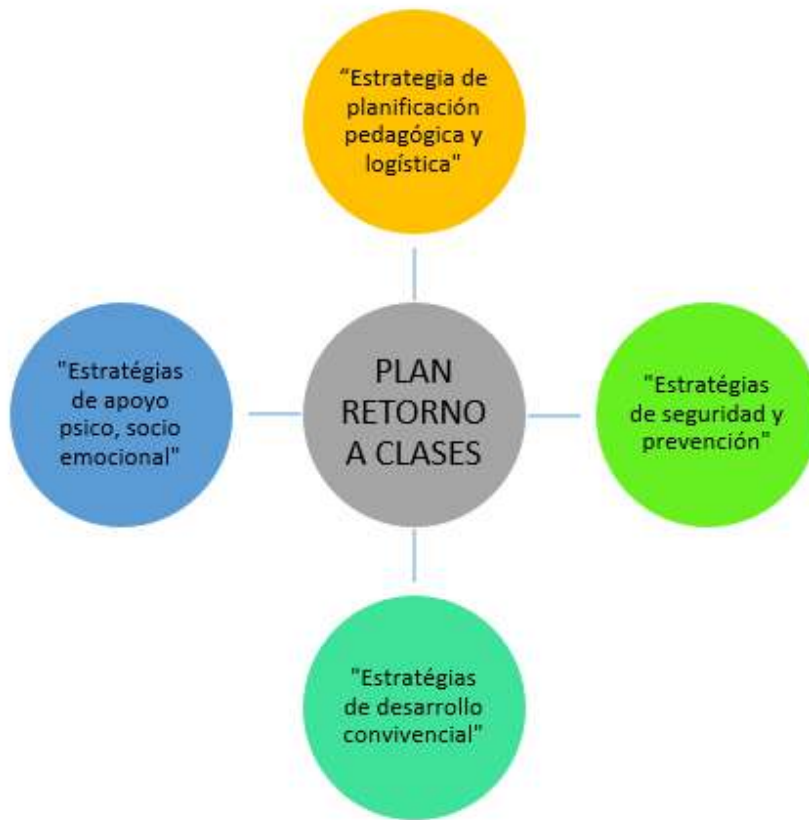 “Estrategia de
planificación
pedagógica y
logística"
"Estratégias
de apoyo
psico, socio
emocional"
PLAN
RETORNO
A CLASES
"Estratégias
de seguridad y
prevención"
"Estratégias
de desarrollo
convivencial"